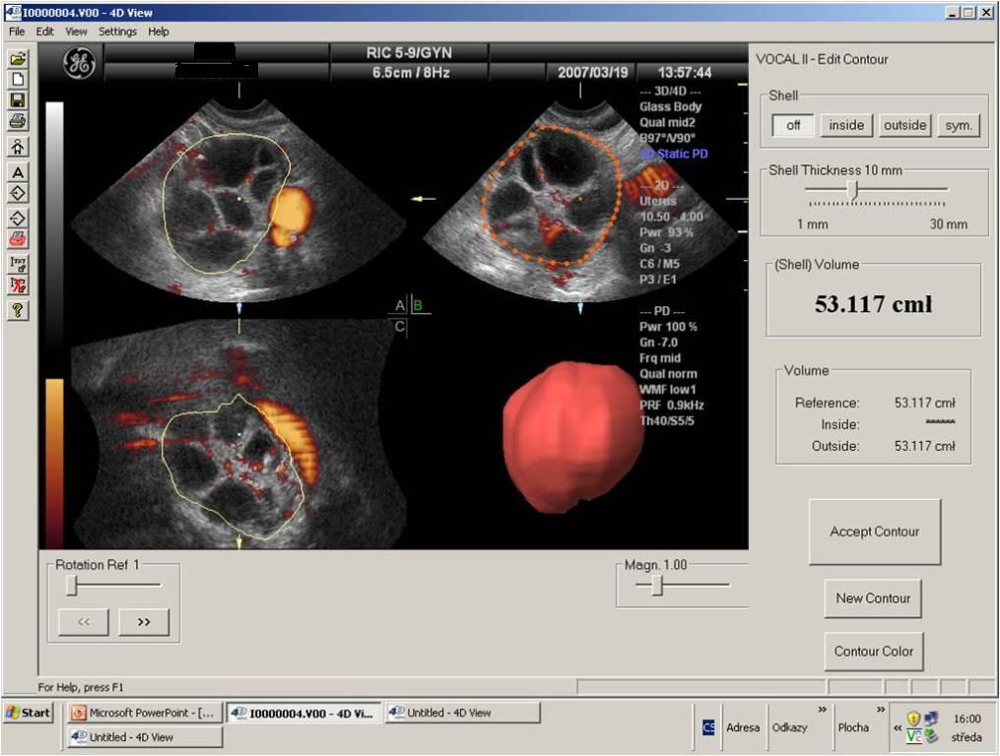 I0000004.V00 - 4D View
File Edit View Settings Help
GE
RIC 5-9/GYN
6.5cm / 8Hz
2007/03/19 13:57:44
--- 3D/4D ---
Glass Body
Qual mid2
B97°/V90°
3D Static PD
--- 2D ---
Uterus
10.50 - 4.00
Pwr 93 %
Gn -3
C6 / M5
P3 / E1
A B
C
--- PD ---
Pwr 100 %
Gn -7.0
Frq mid
Qual norm
WMF low1
PRF 0.9kHz
Th40/S5/5
VOCAL II - Edit Contour
Shell
off inside outside sym.
Shell Thickness 10 mm
1 mm 30 mm
(Shell) Volume
53.117 cmł
Volume
Reference: 53.117 cmł
Inside: ******
Outside: 53.117 cmł
Accept Contour
New Contour
Contour Color
Rotation Ref 1
<< >>
Magn. 1.00
For Help, press F1
Start
Microsoft PowerPoint - [...
I0000004.V00 - 4D Vi...
Untitled - 4D View
Untitled - 4D View
CS
Adresa
Odkazy
Plocha
16:00
středa